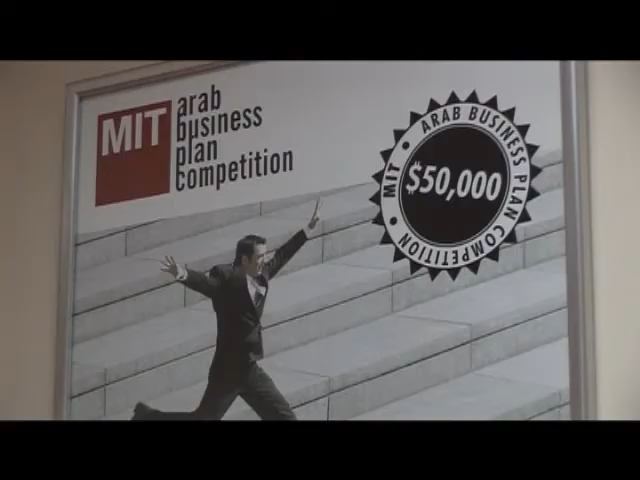 MIT
arab
business
plan
competition
MIT • ARAB BUSINESS PLAN COMPETITION •
$50,000